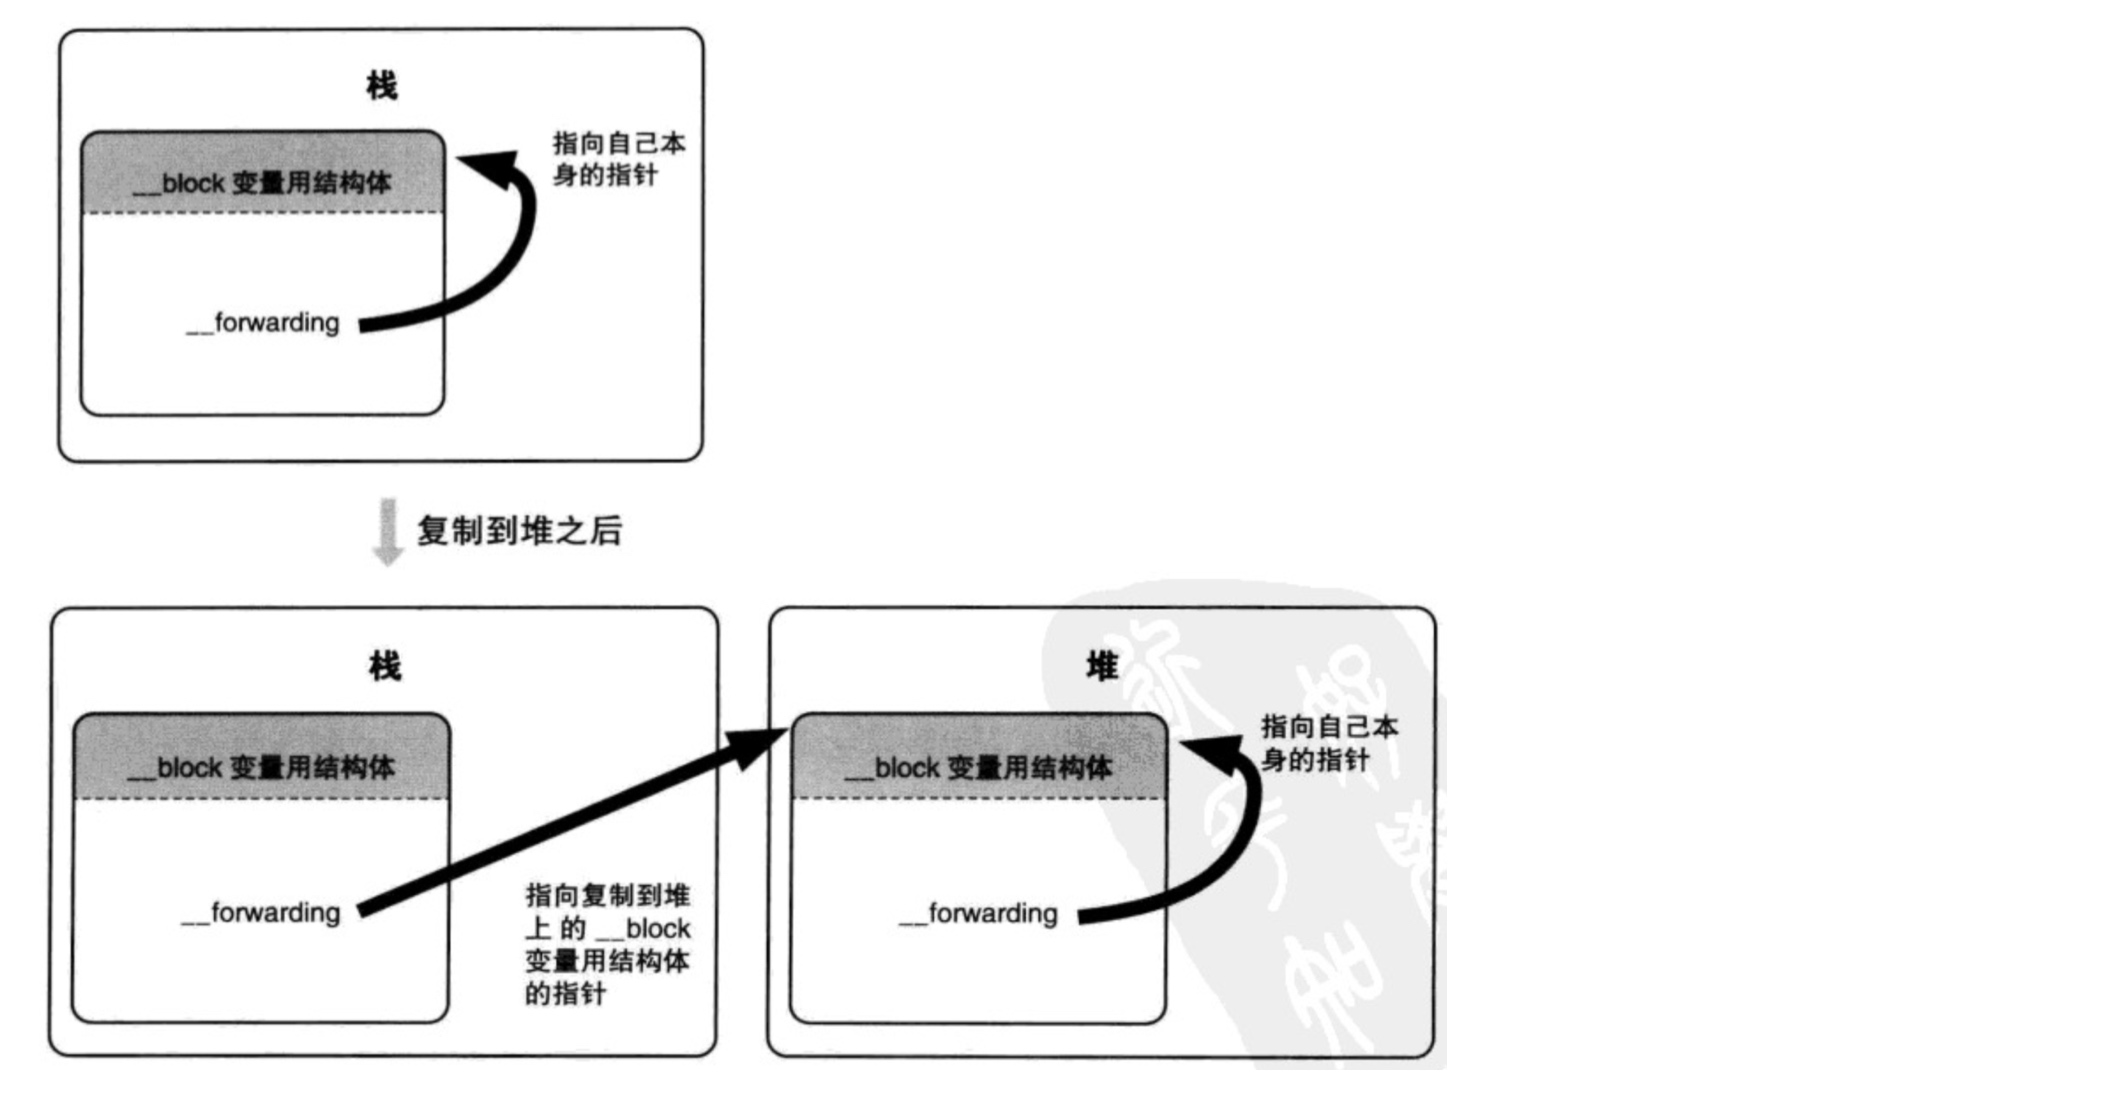 栈
__block 变量用结构体
指向自己本
身的指针
__forwarding
复制到堆之后
栈
__block 变量用结构体
__forwarding
指向复制到堆
上 的 __block
变量用结构体
的指针
堆
__block 变量用结构体
指向自己本
身的指针
__forwarding